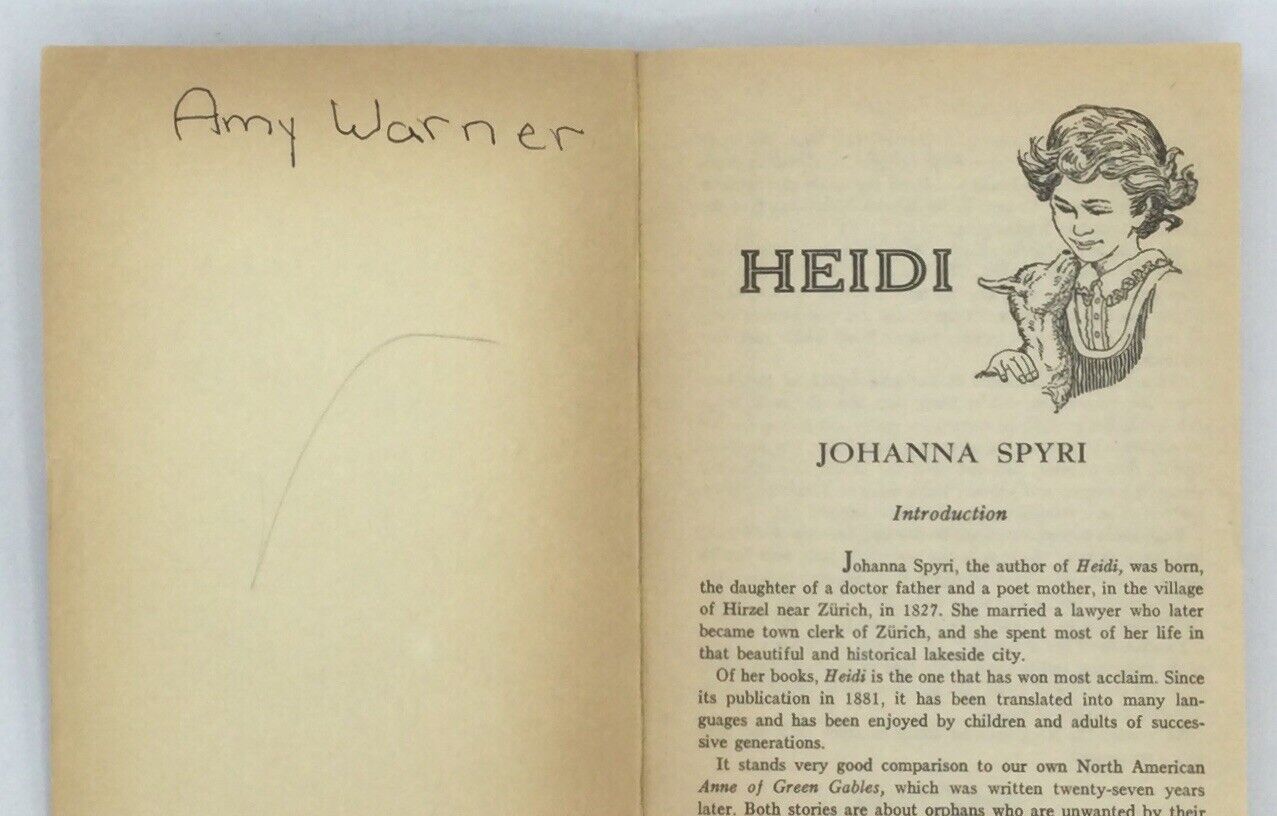 Amy Warner
HEIDI
JOHANNA SPYRI
Introduction
Johanna Spyri, the author of Heidi, was born,
the daughter of a doctor father and a poet mother, in the village
of Hirzel near Zürich, in 1827. She married a lawyer who later
became town clerk of Zürich, and she spent most of her life in
that beautiful and historical lakeside city.
Of her books, Heidi is the one that has won most acclaim. Since
its publication in 1881, it has been translated into many lan-
guages and has been enjoyed by children and adults of succes-
sive generations.
It stands very good comparison to our own North American
Anne of Green Gables, which was written twenty-seven years
later. Both stories are about orphans who are unwanted by their